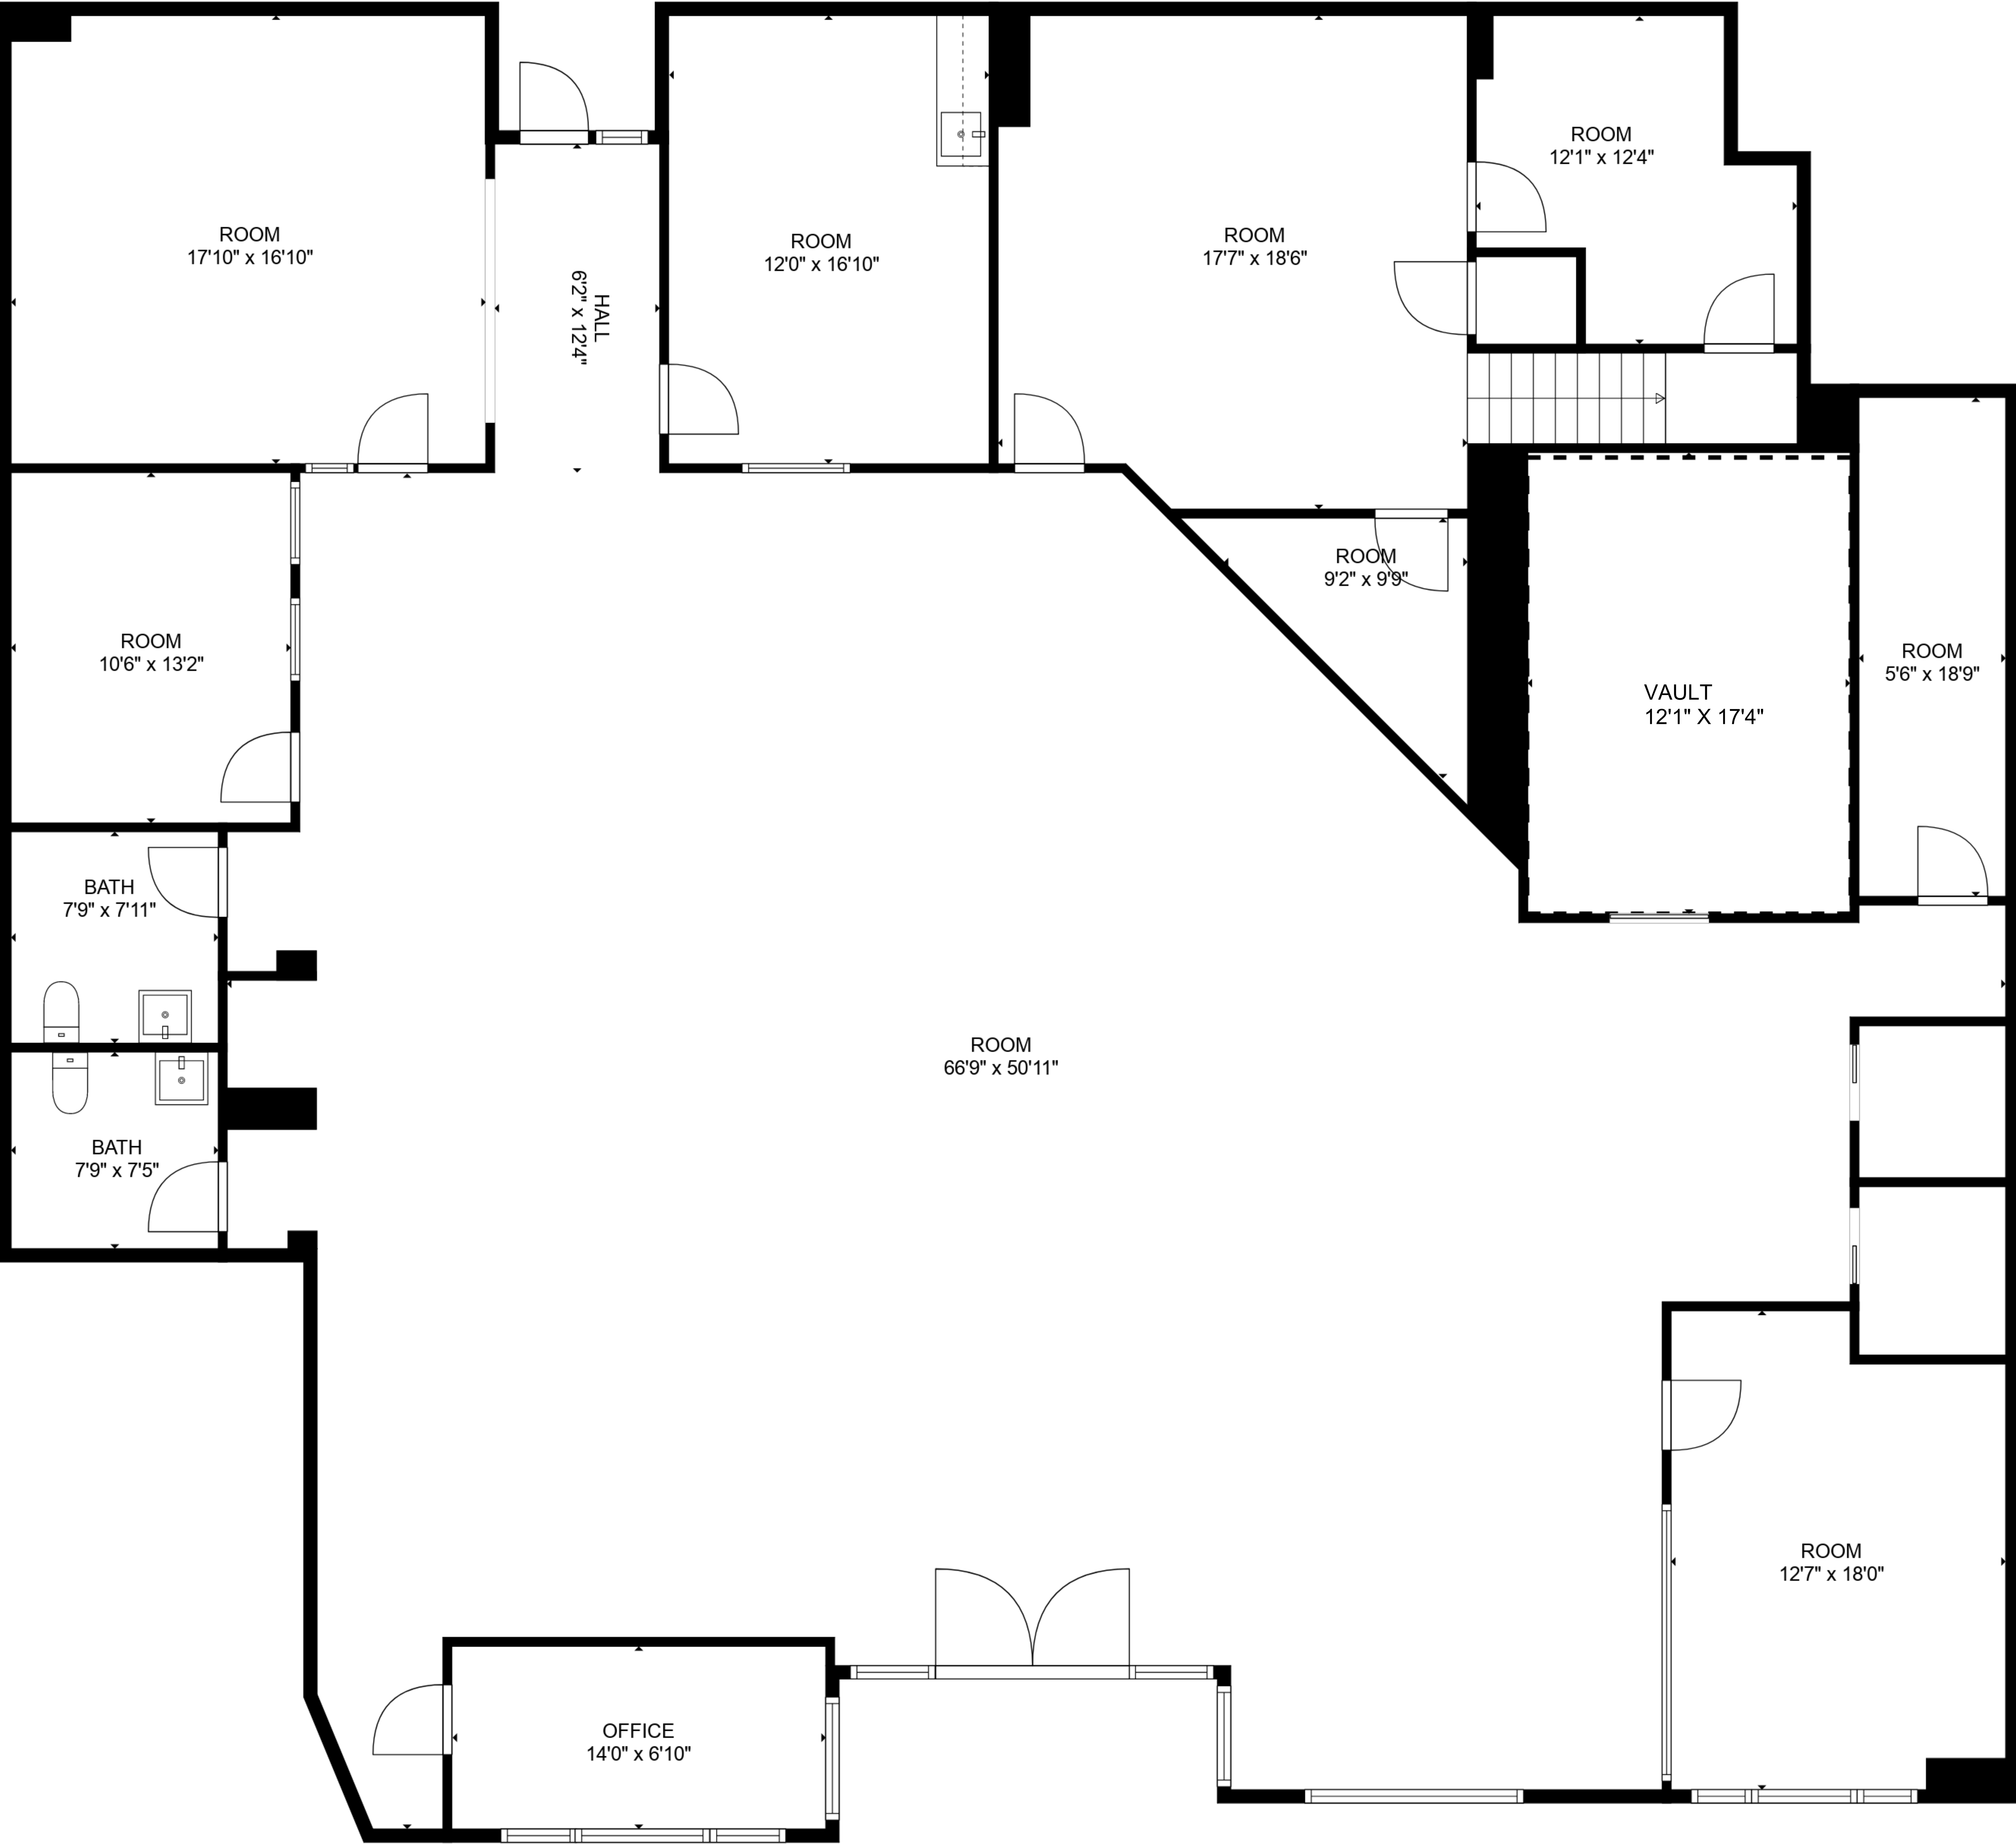 ROOM
12'1" x 12'4"
ROOM
17'10" x 16'10"
ROOM
12'0" x 16'10"
ROOM
17'7" x 18'6"
HALL
6'2" x 12'4"
ROOM
9'2" x 9'9"
ROOM
10'6" x 13'2"
ROOM
5'6" x 18'9"
VAULT
12'1" X 17'4"
BATH
7'9" x 7'11"
ROOM
66'9" x 50'11"
BATH
7'9" x 7'5"
ROOM
12'7" x 18'0"
OFFICE
14'0" x 6'10"